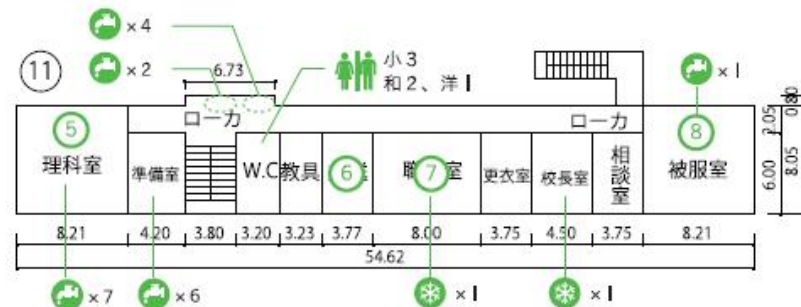 ×4
11
×2
6.73
小3
和2、洋1
×1
ローカ
ローカ
5
理科室
準備室
W.C
教具
6
7
室
更衣室
校長室
相談室
8
被服室
0.80
2.05
6.00
8.05
8.21 4.20 3.80 3.20 3.23 3.77 8.00 3.75 4.50 3.75 8.21
54.62
×7
×6
×1
×1